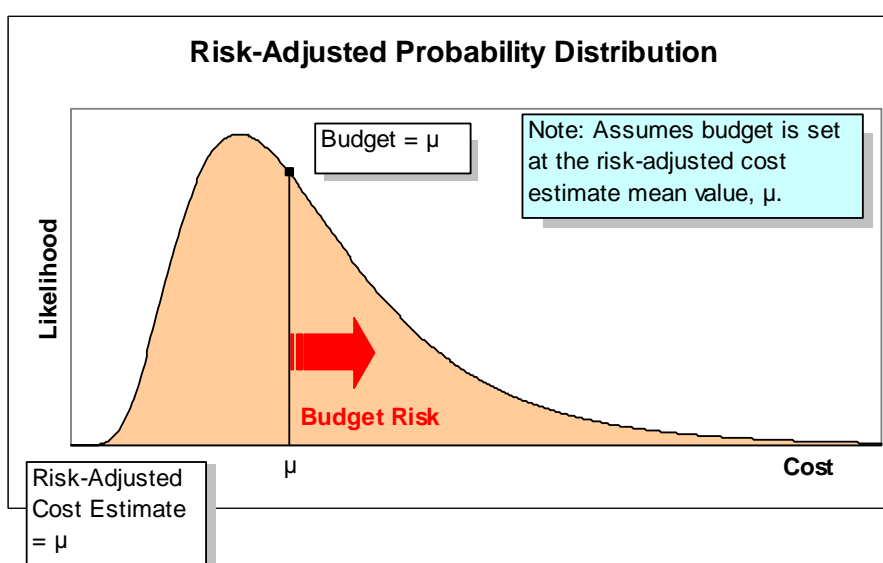 Risk-Adjusted Probability Distribution
Budget = µ
Note: Assumes budget is set
at the risk-adjusted cost
estimate mean value, µ.
Likelihood
Budget Risk
µ
Cost
Risk-Adjusted
Cost Estimate
= µ